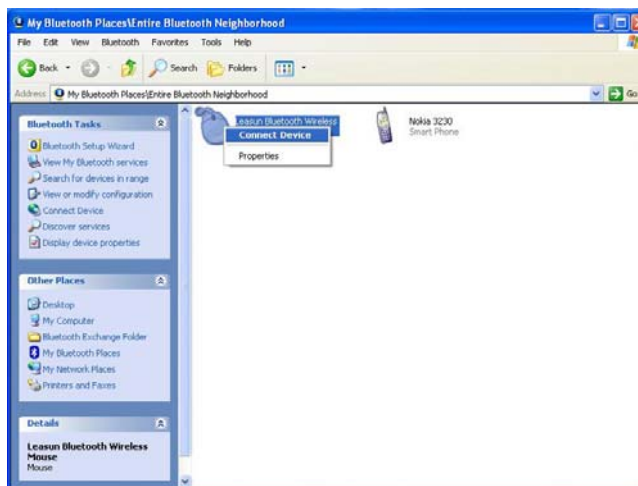 My Bluetooth Places\Entire Bluetooth Neighborhood
File Edit View Bluetooth Favorites Tools Help
Back Search Folders
Address My Bluetooth Places\Entire Bluetooth Neighborhood Go
Bluetooth Tasks
Bluetooth Setup Wizard
View My Bluetooth services
Search for devices in range
View or modify configuration
Connect Device
Discover services
Display device properties
Other Places
Desktop
My Computer
Bluetooth Exchange Folder
My Bluetooth Places
My Network Places
Printers and Faxes
Details
Leasun Bluetooth Wireless
Mouse
Mouse
Leasun Bluetooth Wireless
Connect Device
Properties
Nokia 3230
Smart Phone